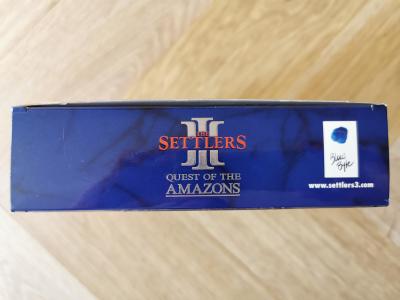 THE
SETTLERS
III
QUEST OF THE
AMAZONS
Blue
Byte
www.settlers3.com